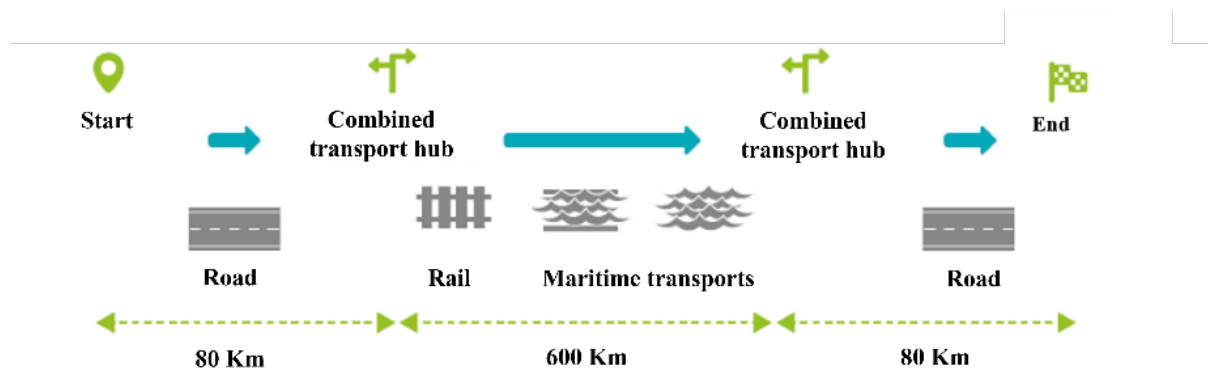 Start
Combined
transport hub
Combined
transport hub
End
Road
Rail
Maritime transports
Road
80 Km
600 Km
80 Km